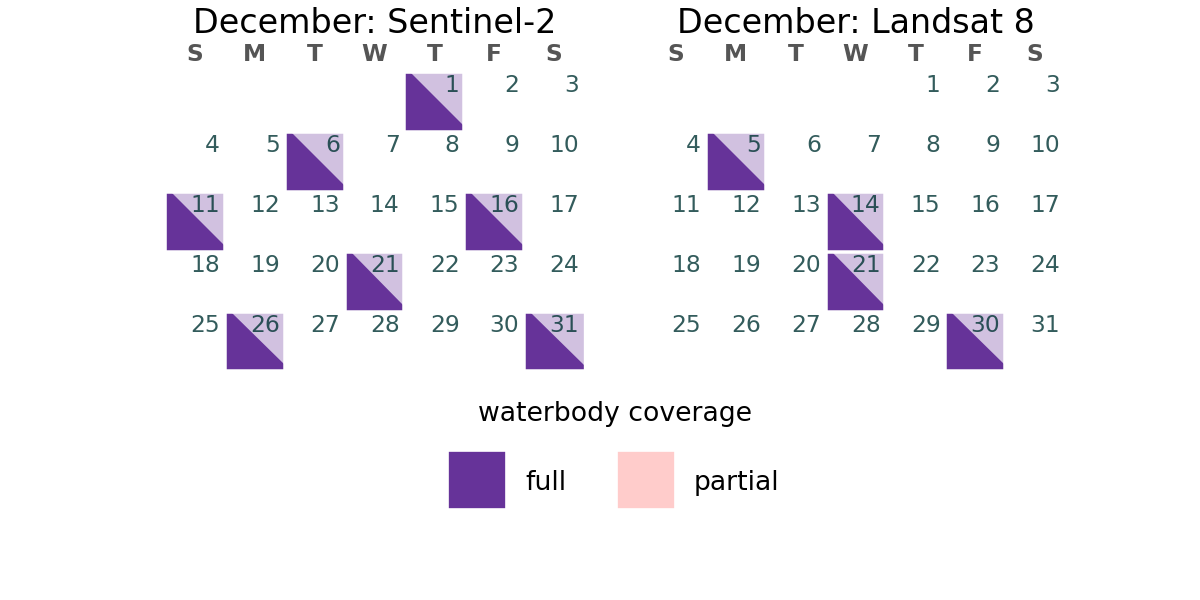 December: Sentinel-2
S M T W T F S
1 2 3
4 5 6 7 8 9 10
11 12 13 14 15 16 17
18 19 20 21 22 23 24
25 26 27 28 29 30 31
December: Landsat 8
S M T W T F S
1 2 3
4 5 6 7 8 9 10
11 12 13 14 15 16 17
18 19 20 21 22 23 24
25 26 27 28 29 30 31
waterbody coverage
full partial